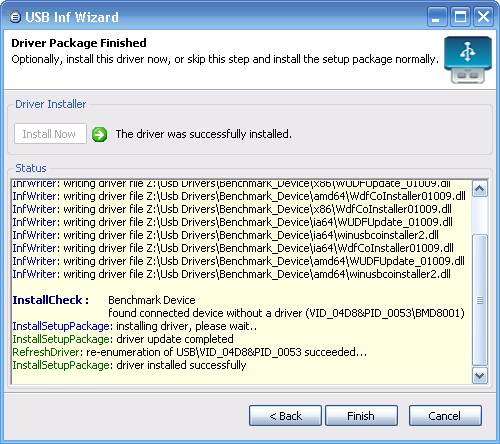 USB Inf Wizard
Driver Package Finished
Optionally, install this driver now, or skip this step and install the setup package normally.
Driver Installer
Install Now
The driver was successfully installed.
Status
InfWriter: writing driver file Z:\Usb Drivers\Benchmark_Device\x86\WUDFUpdate_01009.dll
InfWriter: writing driver file Z:\Usb Drivers\Benchmark_Device\amd64\WdfCoInstaller01009.dll
InfWriter: writing driver file Z:\Usb Drivers\Benchmark_Device\x86\WdfCoInstaller01009.dll
InfWriter: writing driver file Z:\Usb Drivers\Benchmark_Device\ia64\WUDFUpdate_01009.dll
InfWriter: writing driver file Z:\Usb Drivers\Benchmark_Device\ia64\winusbcoinstaller2.dll
InfWriter: writing driver file Z:\Usb Drivers\Benchmark_Device\ia64\WdfCoInstaller01009.dll
InfWriter: writing driver file Z:\Usb Drivers\Benchmark_Device\amd64\WUDFUpdate_01009.dll
InfWriter: writing driver file Z:\Usb Drivers\Benchmark_Device\amd64\winusbcoinstaller2.dll
InstallCheck : Benchmark Device
found connected device without a driver (VID_04D8&PID_0053\BMD8001)
InstallSetupPackage: installing driver, please wait..
InstallSetupPackage: driver update completed
RefreshDriver: re-enumeration of USB\VID_04D8&PID_0053 succeeded...
InstallSetupPackage: driver installed successfully
< Back
Finish
Cancel